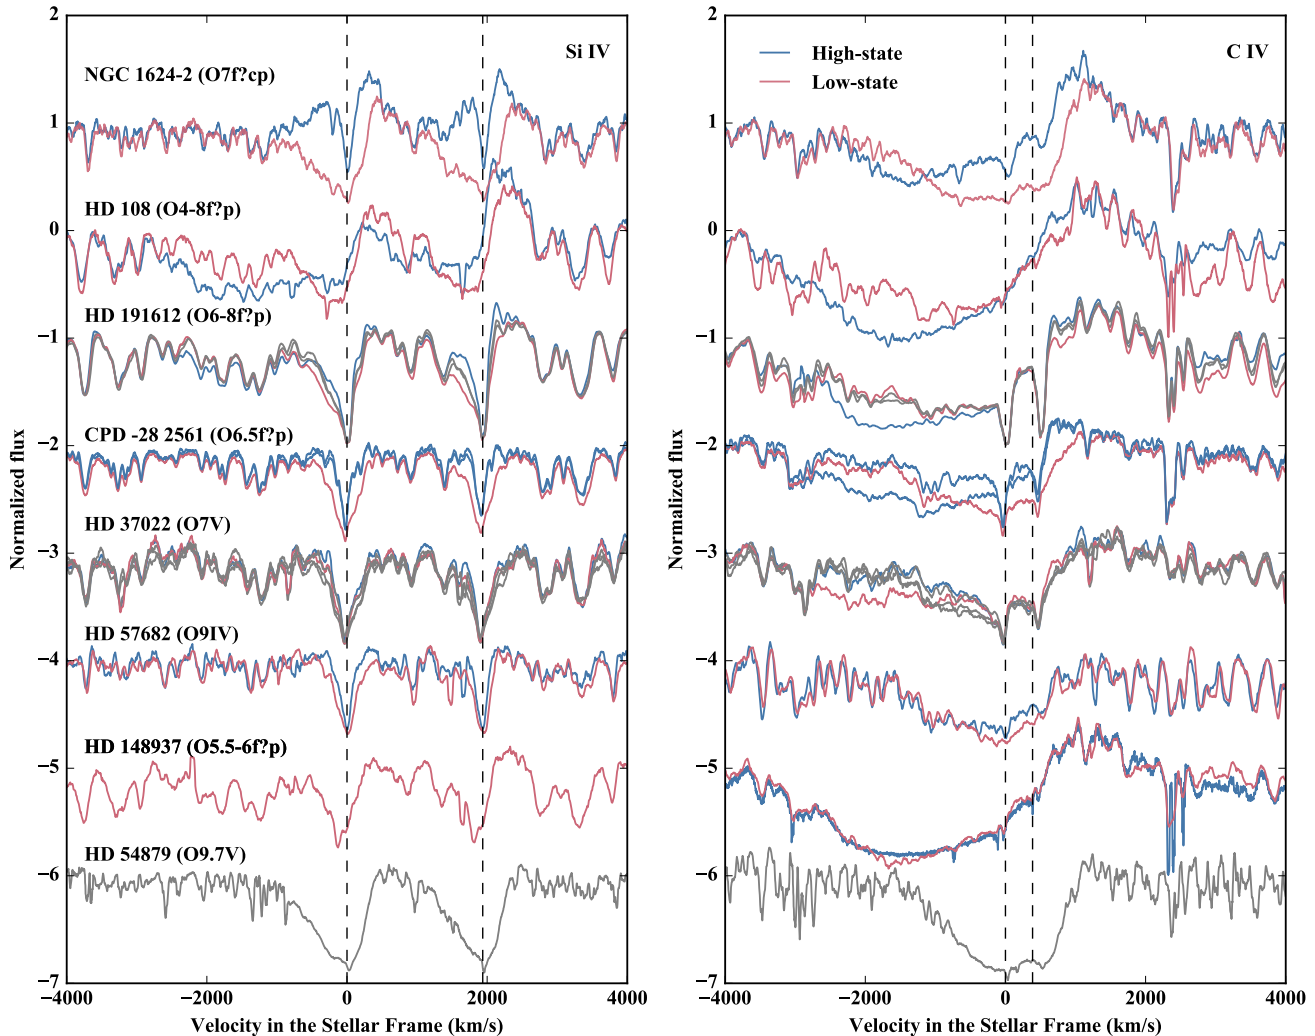 Si IV
NGC 1624-2 (O7f?cp)
HD 108 (O4-8f?p)
HD 191612 (O6-8f?p)
CPD -28 2561 (O6.5f?p)
HD 37022 (O7V)
HD 57682 (O9IV)
HD 148937 (O5.5-6f?p)
HD 54879 (O9.7V)
2
1
0
−1
−2
−3
−4
−5
−6
−7
−4000
−2000
0
2000
4000
Normalized flux
Velocity in the Stellar Frame (km/s)
C IV
High-state
Low-state
2
1
0
−1
−2
−3
−4
−5
−6
−7
−4000
−2000
0
2000
4000
Normalized flux
Velocity in the Stellar Frame (km/s)